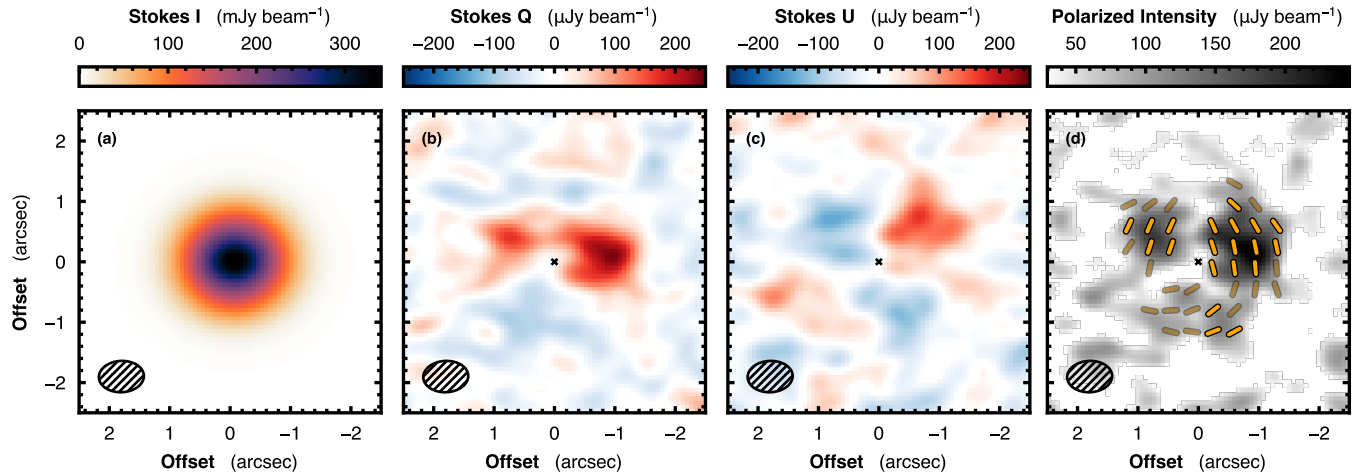 Stokes I (mJy beam−1)
0 100 200 300
Stokes Q (μJy beam−1)
−200 −100 0 100 200
Stokes U (μJy beam−1)
−200 −100 0 100 200
Polarized Intensity (μJy beam−1)
50 100 150 200
(a)
(b)
(c)
(d)
Offset (arcsec)
2
1
0
−1
−2
2 1 0 −1 −2
2 1 0 −1 −2
2 1 0 −1 −2
2 1 0 −1 −2
Offset (arcsec)
Offset (arcsec)
Offset (arcsec)
Offset (arcsec)